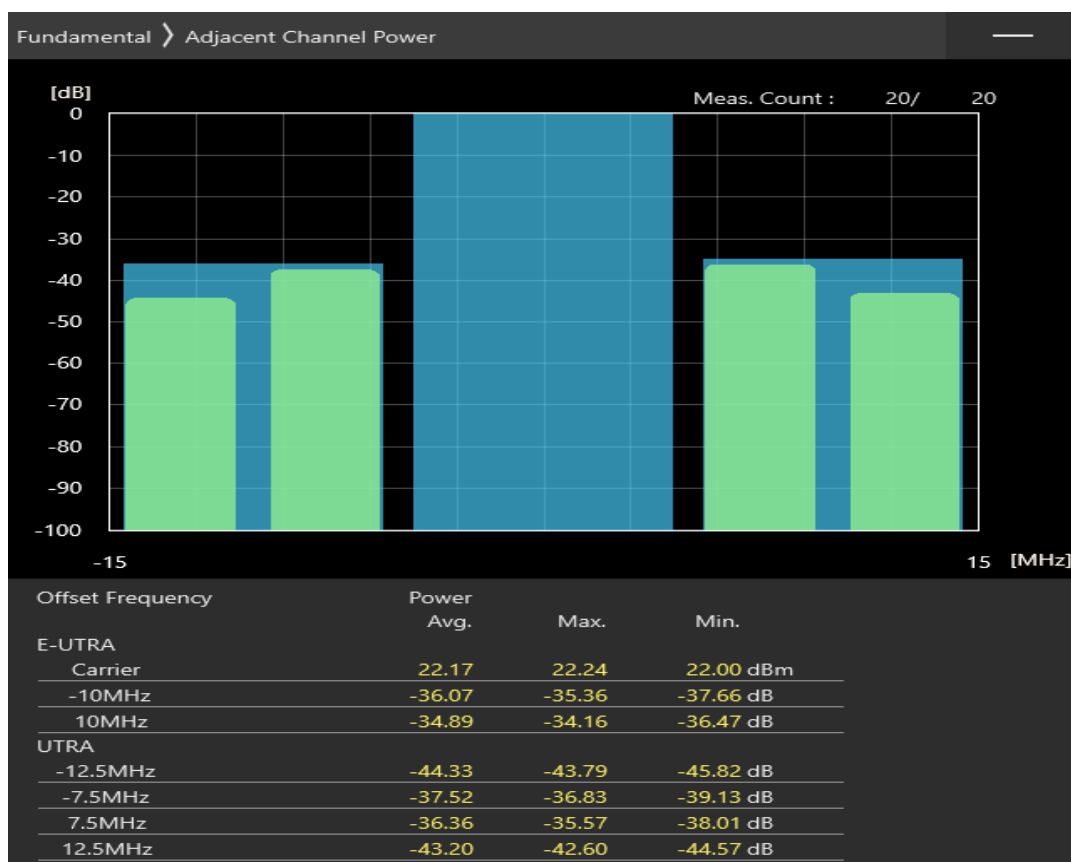 Fundamental 〉 Adjacent Channel Power
[dB]
Meas. Count : 20/ 20
0
-10
-20
-30
-40
-50
-60
-70
-80
-90
-100
-15 15 [MHz]
Offset Frequency Power
Avg. Max. Min.
E-UTRA
Carrier 22.17 22.24 22.00 dBm
-10MHz -36.07 -35.36 -37.66 dB
10MHz -34.89 -34.16 -36.47 dB
UTRA
-12.5MHz -44.33 -43.79 -45.82 dB
-7.5MHz -37.52 -36.83 -39.13 dB
7.5MHz -36.36 -35.57 -38.01 dB
12.5MHz -43.20 -42.60 -44.57 dB